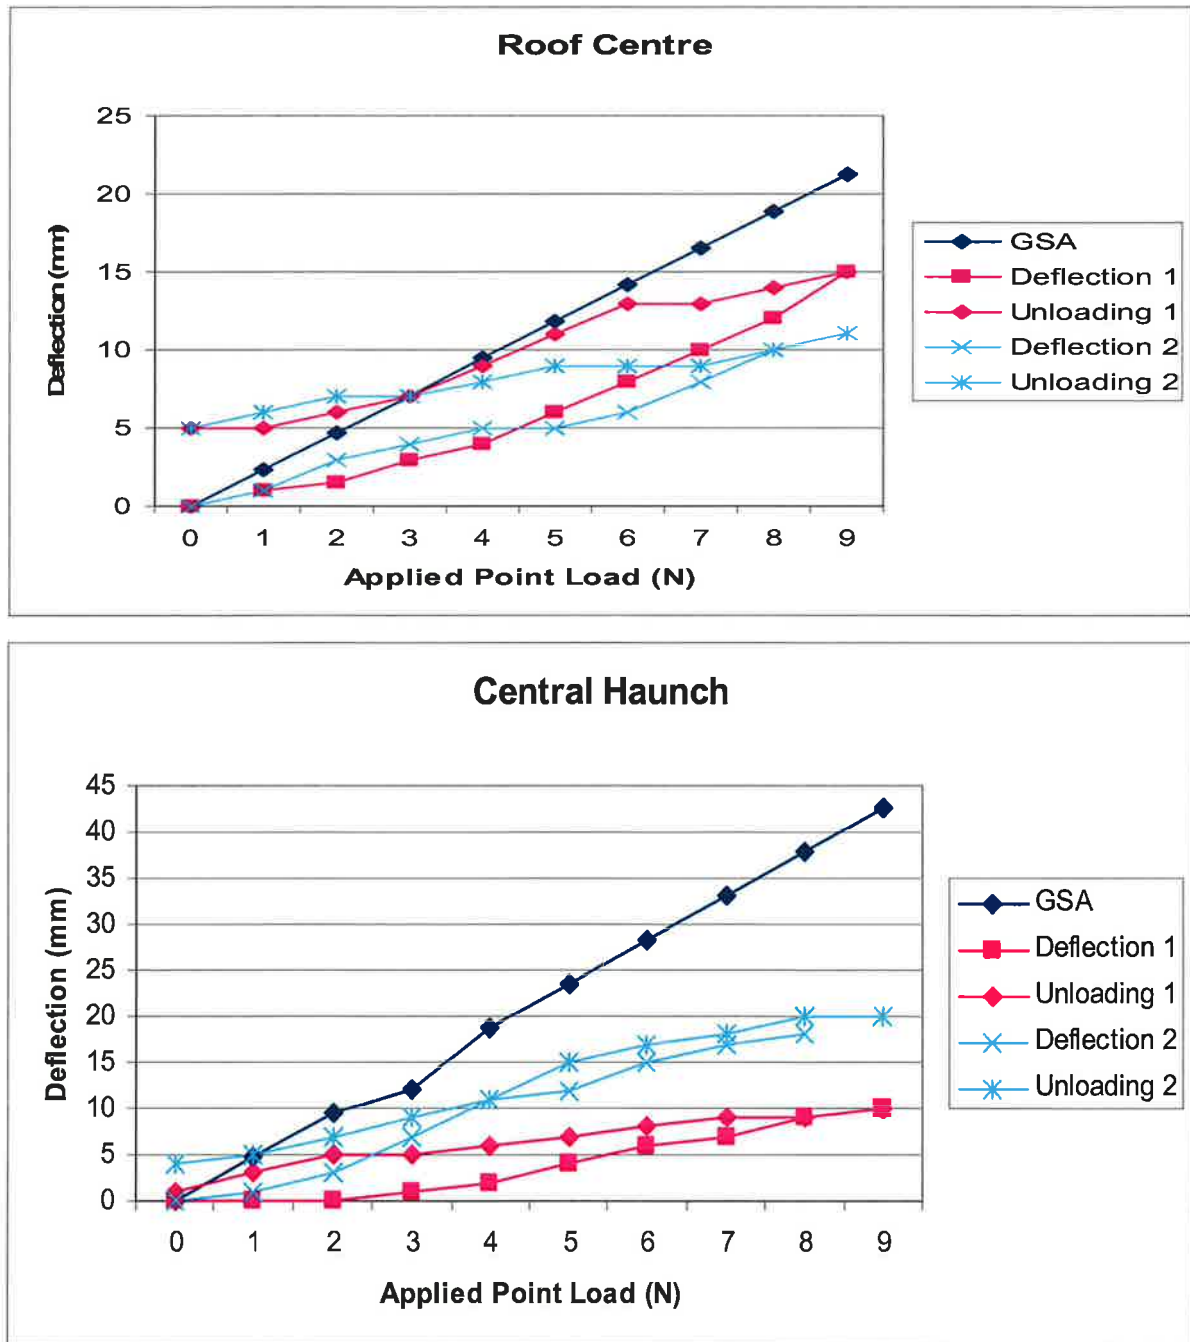 Roof Centre
25
20
15
10
5
0
Deflection (mm)
0 1 2 3 4 5 6 7 8 9
Applied Point Load (N)
GSA
Deflection 1
Unloading 1
Deflection 2
Unloading 2
Central Haunch
45
40
35
30
25
20
15
10
5
0
Deflection (mm)
0 1 2 3 4 5 6 7 8 9
Applied Point Load (N)
GSA
Deflection 1
Unloading 1
Deflection 2
Unloading 2